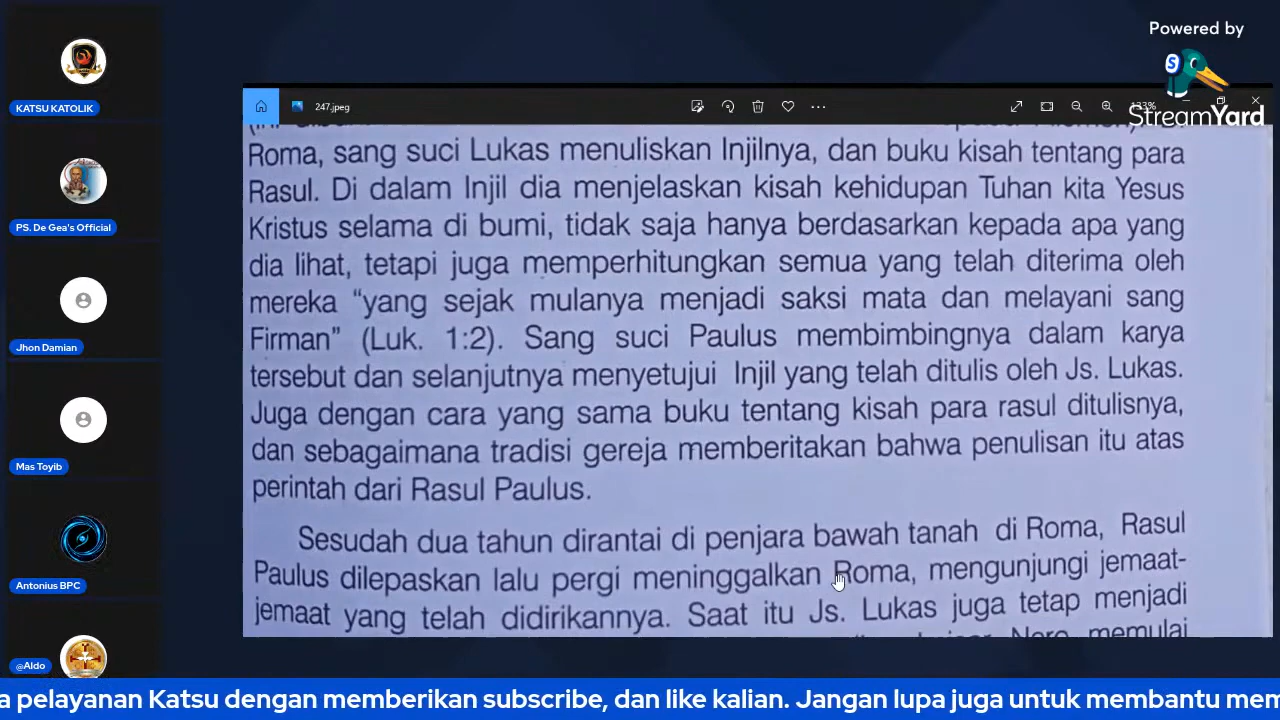 Powered by
StreamYard
KATSU KATOLIK
PS. De Gea's Official
Jhon Damian
Mas Toyib
Antonius BPC
@Aldo
247.jpeg
133%
Roma, sang suci Lukas menuliskan Injilnya, dan buku kisah tentang para
Rasul. Di dalam Injil dia menjelaskan kisah kehidupan Tuhan kita Yesus
Kristus selama di bumi, tidak saja hanya berdasarkan kepada apa yang
dia lihat, tetapi juga memperhitungkan semua yang telah diterima oleh
mereka “yang sejak mulanya menjadi saksi mata dan melayani sang
Firman” (Luk. 1:2). Sang suci Paulus membimbingnya dalam karya
tersebut dan selanjutnya menyetujui Injil yang telah ditulis oleh Js. Lukas.
Juga dengan cara yang sama buku tentang kisah para rasul ditulisnya,
dan sebagaimana tradisi gereja memberitakan bahwa penulisan itu atas
perintah dari Rasul Paulus.
Sesudah dua tahun dirantai di penjara bawah tanah di Roma, Rasul
Paulus dilepaskan lalu pergi meninggalkan Roma, mengunjungi jemaat-
jemaat yang telah didirikannya. Saat itu Js. Lukas juga tetap menjadi
Nero memulai
a pelayanan Katsu dengan memberikan subscribe, dan like kalian. Jangan lupa juga untuk membantu mem